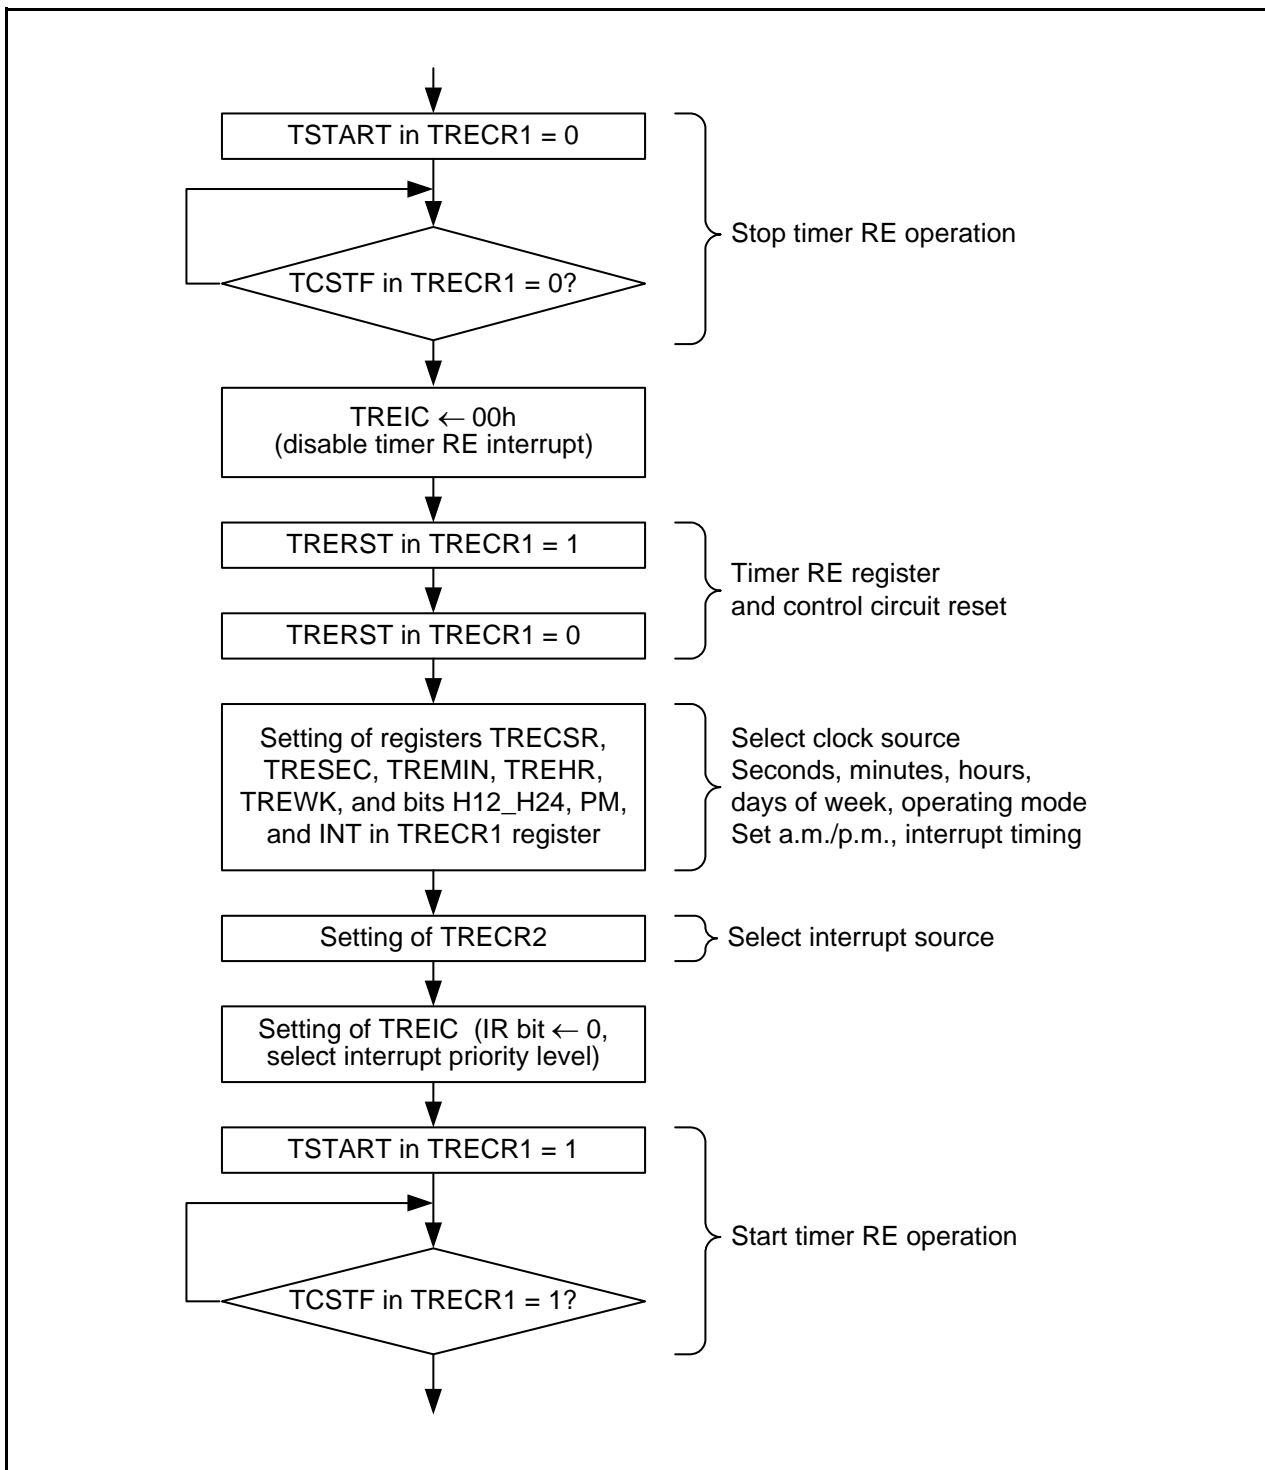 TSTART in TRECR1 = 0
TCSTF in TRECR1 = 0?
Stop timer RE operation
TREIC ← 00h
(disable timer RE interrupt)
TRERST in TRECR1 = 1
TRERST in TRECR1 = 0
Timer RE register
and control circuit reset
Setting of registers TRECSR,
TRESEC, TREMIN, TREHR,
TREWK, and bits H12_H24, PM,
and INT in TRECR1 register
Select clock source
Seconds, minutes, hours,
days of week, operating mode
Set a.m./p.m., interrupt timing
Setting of TRECR2
Select interrupt source
Setting of TREIC (IR bit ← 0,
select interrupt priority level)
TSTART in TRECR1 = 1
TCSTF in TRECR1 = 1?
Start timer RE operation